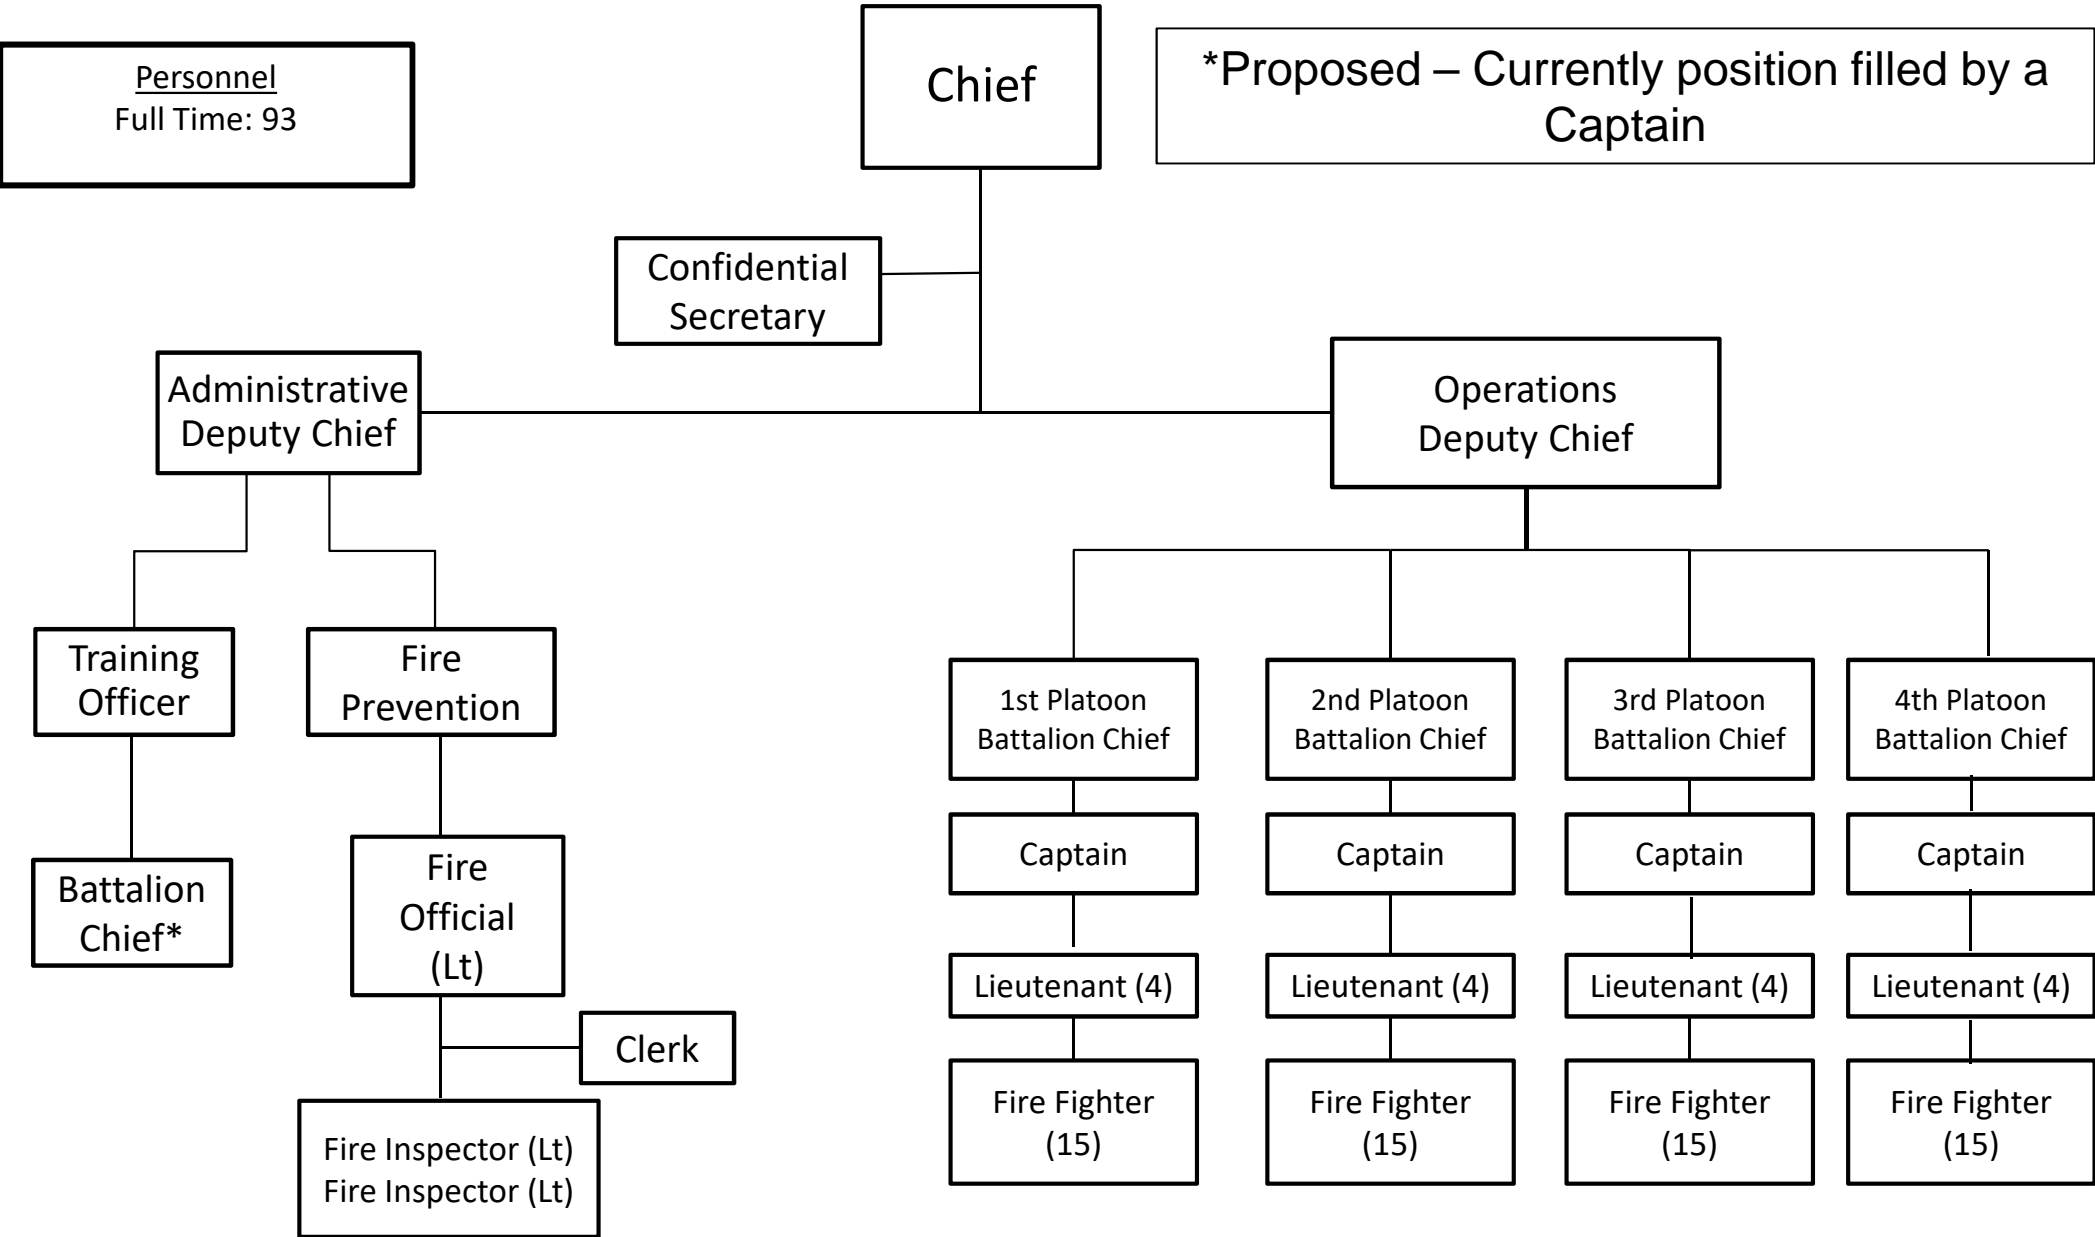 Personnel
Full Time: 93
Chief
*Proposed – Currently position filled by a
Captain
Confidential
Secretary
Administrative
Deputy Chief
Operations
Deputy Chief
Training
Officer
Fire
Prevention
Battalion
Chief*
Fire
Official
(Lt)
Clerk
Fire Inspector (Lt)
Fire Inspector (Lt)
1st Platoon
Battalion Chief
Captain
Lieutenant (4)
Fire Fighter
(15)
2nd Platoon
Battalion Chief
Captain
Lieutenant (4)
Fire Fighter
(15)
3rd Platoon
Battalion Chief
Captain
Lieutenant (4)
Fire Fighter
(15)
4th Platoon
Battalion Chief
Captain
Lieutenant (4)
Fire Fighter
(15)